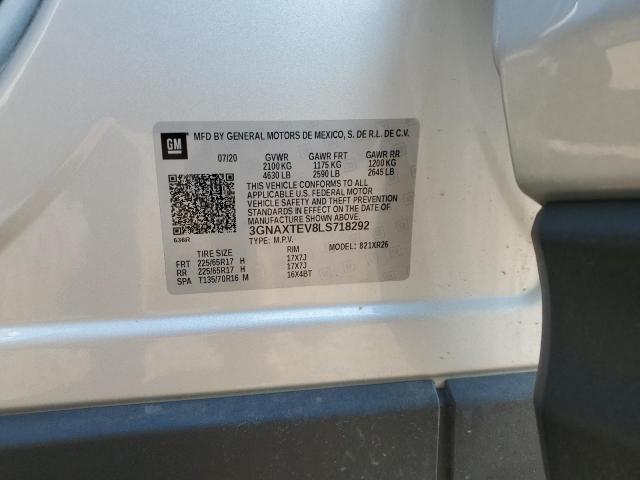 GM
MFD BY GENERAL MOTORS DE MEXICO, S. DE R.L. DE C.V.
07/20 GVWR GAWR FRT GAWR RR
2100 KG 1175 KG 1200 KG
4630 LB 2590 LB 2645 LB
THIS VEHICLE CONFORMS TO ALL
APPLICABLE U.S. FEDERAL MOTOR
VEHICLE SAFETY AND THEFT PREVENTION
STANDARDS IN EFFECT ON THE DATE OF
MANUFACTURE SHOWN ABOVE.
3GNAXTEV8LS718292
636R TYPE: M.P.V. MODEL: 821XR26
TIRE SIZE RIM
FRT 225/65R17 H 17X7J
RR 225/65R17 H 17X7J
SPA T135/70R16 M 16X4BT